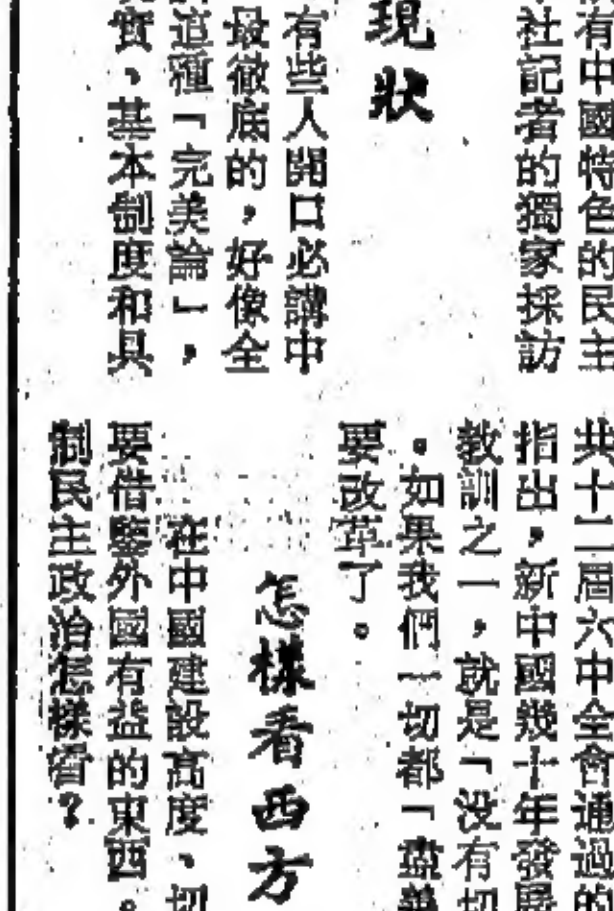 有中國特色的民主
社記者的獨家採訪
現狀
有些人開口必講中
最徹底的，好像全
這種「完美論」，
實、基本制度和具
共十二屆六中全會通過的
指出，新中國幾十年發展
教訓之一，就是「没有切
。如果我們一切都「盡善
要改革了。
怎樣看西方
在中國建設高度、切
要借鑒外國有益的東西。
制民主政治怎樣看？